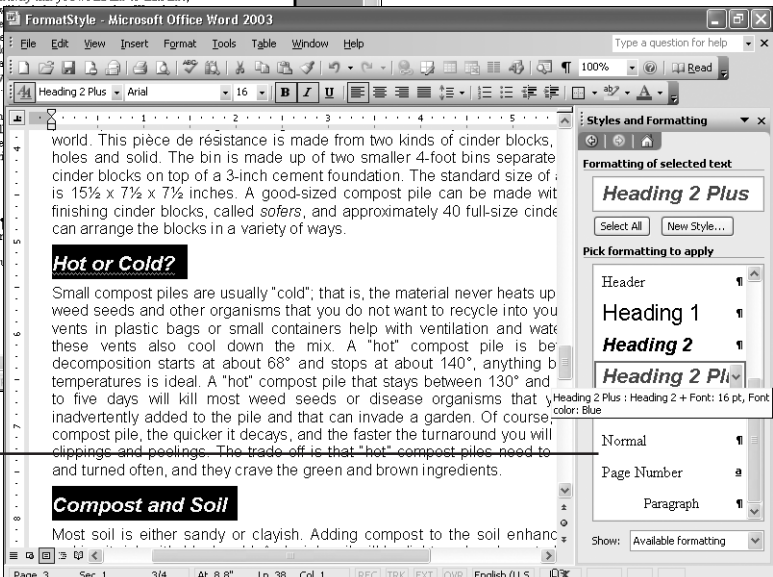 FormatStyle - Microsoft Office Word 2003
File Edit View Insert Format Tools Table Window Help
Type a question for help
100%
Read
Heading 2 Plus
Arial
16
B I U
Styles and Formatting
Formatting of selected text
Heading 2 Plus
Select All
New Style...
Pick formatting to apply
Header
Heading 1
Heading 2
Heading 2 Pl
Heading 2 Plus : Heading 2 + Font: 16 pt, Font
color: Blue
Normal
Page Number
Paragraph
Show: Available formatting
world. This pièce de résistance is made from two kinds of cinder blocks,
holes and solid. The bin is made up of two smaller 4-foot bins separate
cinder blocks on top of a 3-inch cement foundation. The standard size of
is 15½ x 7½ x 7½ inches. A good-sized compost pile can be made wit
finishing cinder blocks, called sofers, and approximately 40 full-size cinde
can arrange the blocks in a variety of ways.
Hot or Cold?
Small compost piles are usually "cold"; that is, the material never heats up
weed seeds and other organisms that you do not want to recycle into you
vents in plastic bags or small containers help with ventilation and wate
these vents also cool down the mix. A "hot" compost pile is be
decomposition starts at about 68° and stops at about 140°, anything b
temperatures is ideal. A "hot" compost pile that stays between 130° and
to five days will kill most weed seeds or disease organisms that y
inadvertently added to the pile and that can invade a garden. Of course,
compost pile, the quicker it decays, and the faster the turnaround you will
clippings and peelings. The trade off is that "hot" compost piles need to
and turned often, and they crave the green and brown ingredients.
Compost and Soil
Most soil is either sandy or clayish. Adding compost to the soil enhanc
Page 3 Sec 1 3/4 At 8.8" Ln 38 Col 1 REC TRK EXT OVR English (U.S